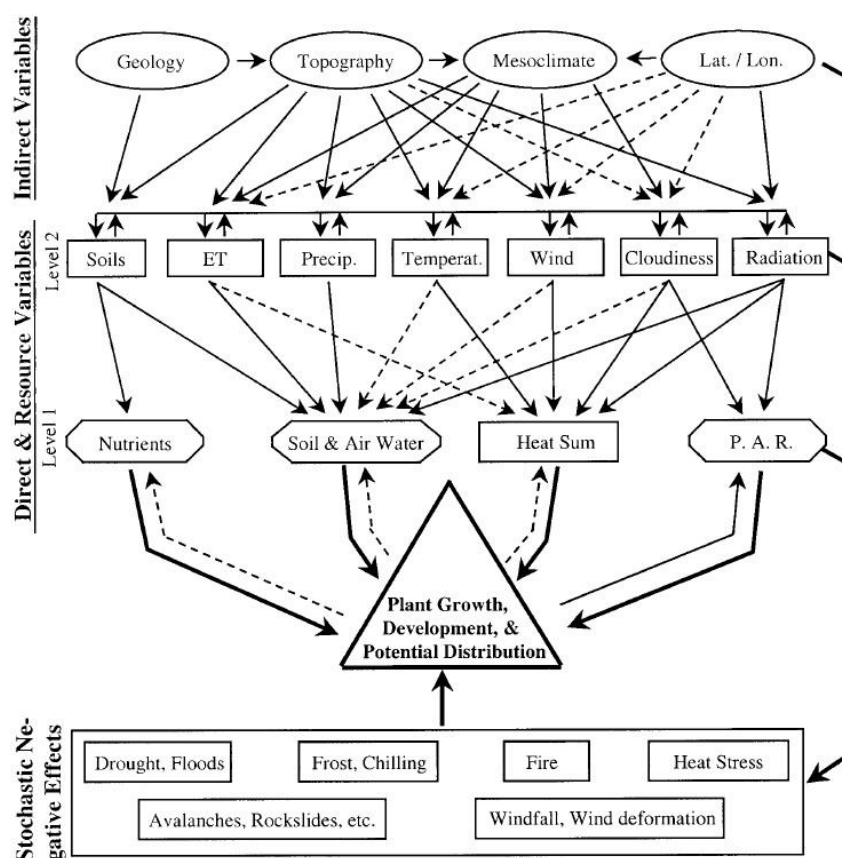 Indirect Variables
Geology
Topography
Mesoclimate
Lat. / Lon.
Direct & Resource Variables
Level 2
Soils
ET
Precip.
Temperat.
Wind
Cloudiness
Radiation
Level 1
Nutrients
Soil & Air Water
Heat Sum
P. A. R.
Plant Growth,
Development, &
Potential Distribution
Stochastic Ne-
gative Effects
Drought, Floods
Frost, Chilling
Fire
Heat Stress
Avalanches, Rockslides, etc.
Windfall, Wind deformation